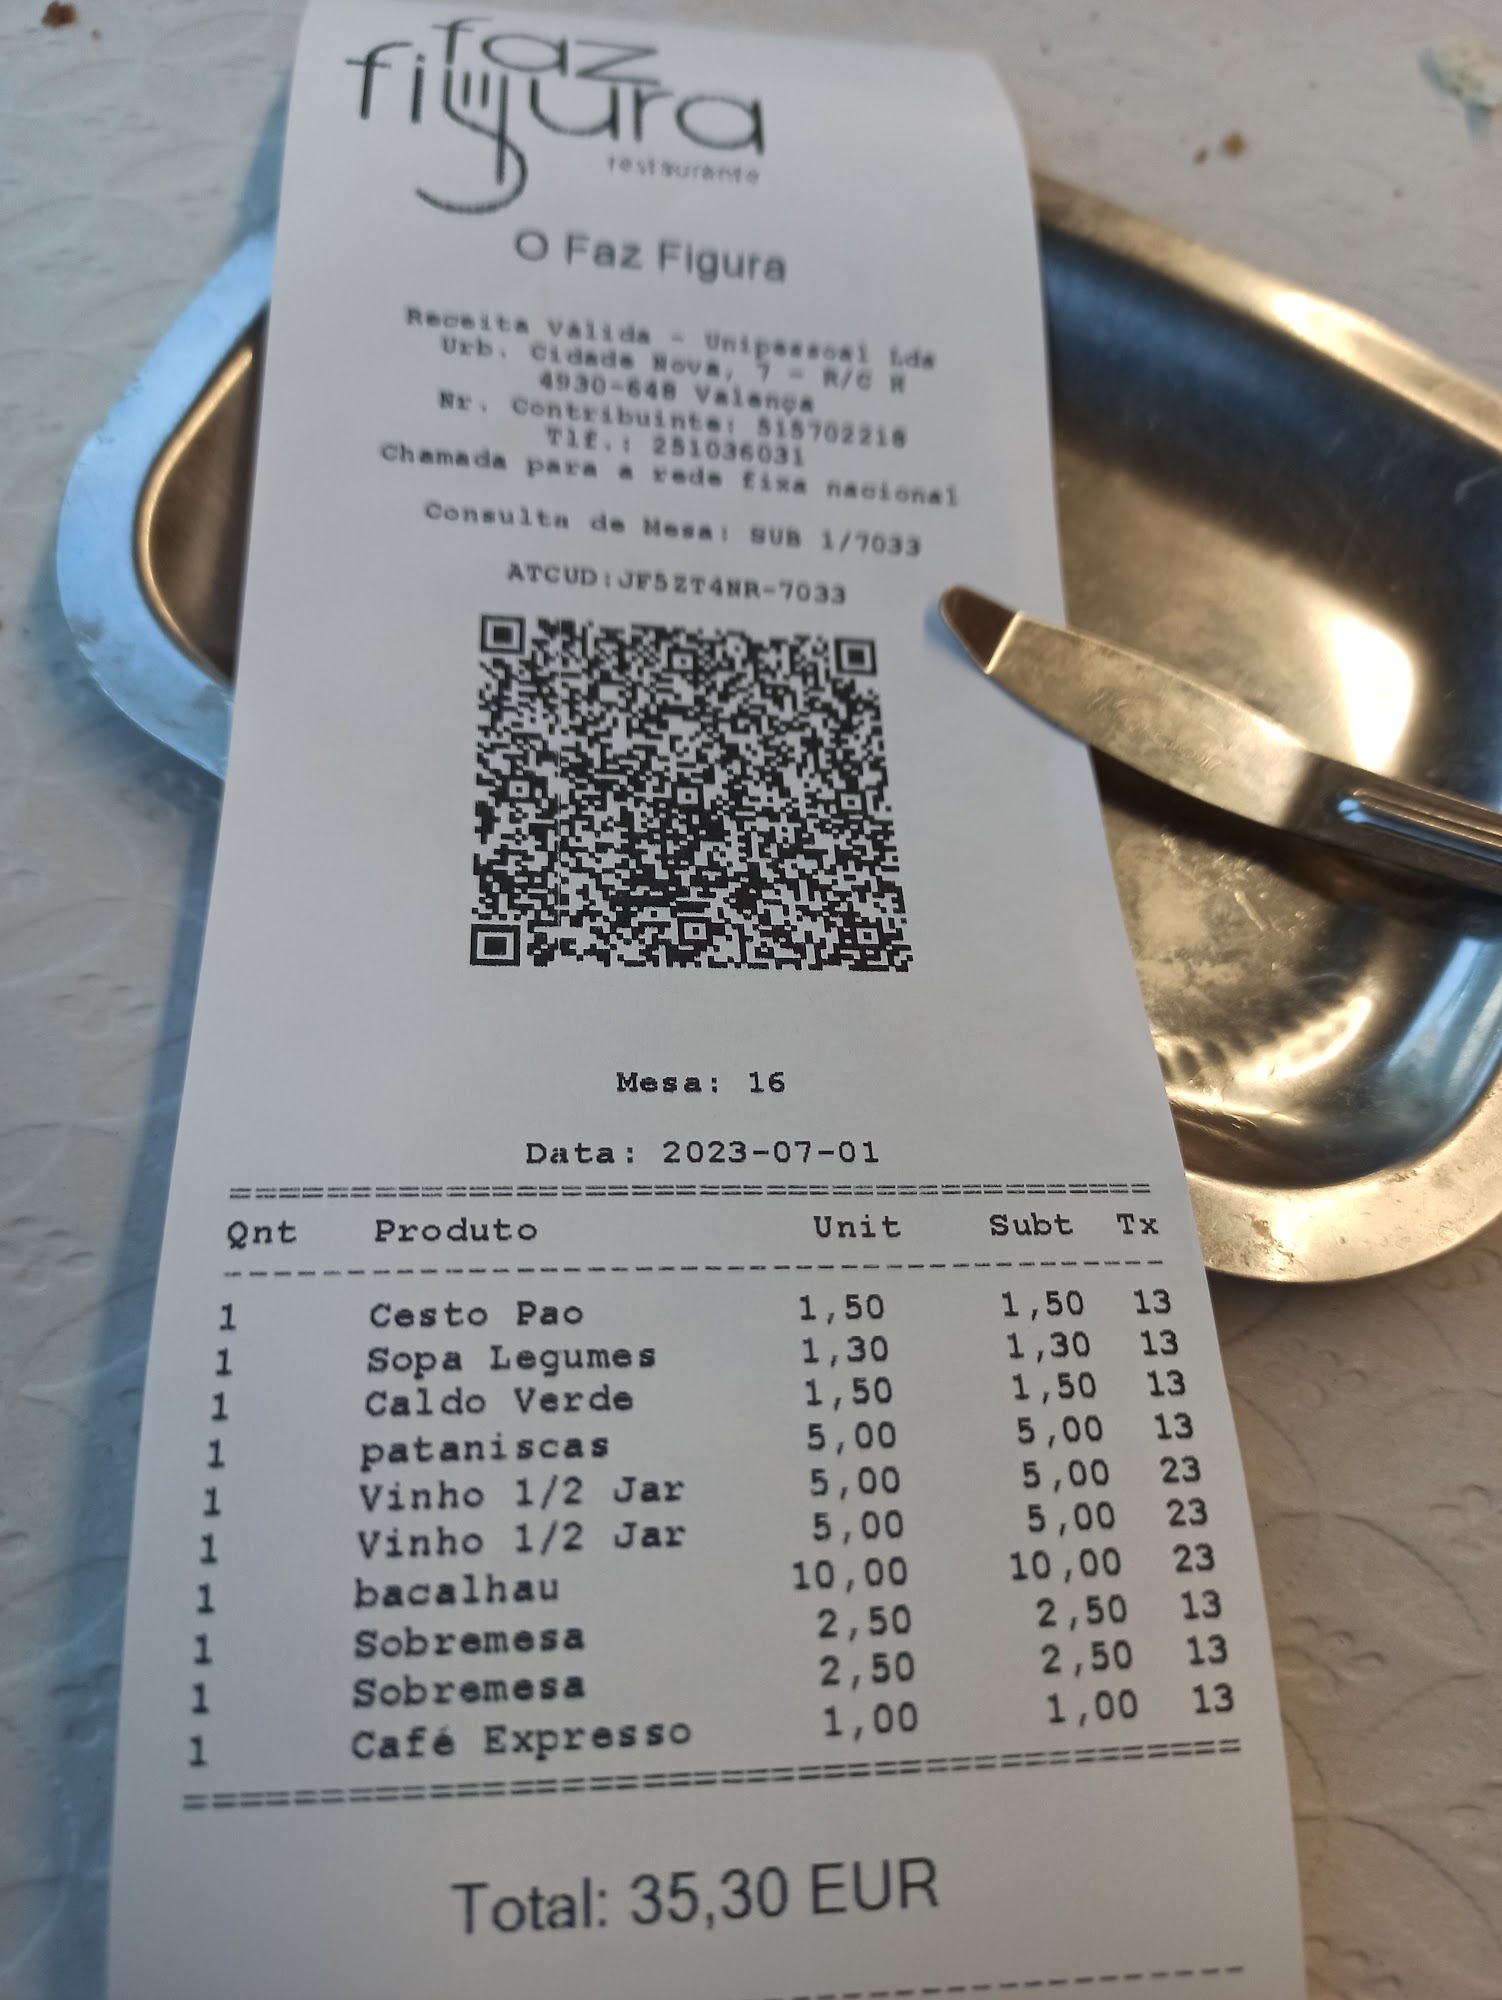 faz
figura
restaurante
O Faz Figura
Receita Válida - Unipessoal Lda
Urb. Cidade Nova, 7 - R/C H
4930-648 Valença
Nr. Contribuinte: 515702218
Tlf.: 251036031
Chamada para a rede fixa nacional
Consulta de Mesa: SUB 1/7033
ATCUD:JF5ZT4NR-7033
Mesa: 16
Data: 2023-07-01
Qnt Produto Unit Subt Tx
1 Cesto Pao 1,50 1,50 13
1 Sopa Legumes 1,30 1,30 13
1 Caldo Verde 1,50 1,50 13
1 pataniscas 5,00 5,00 13
1 Vinho 1/2 Jar 5,00 5,00 23
1 Vinho 1/2 Jar 5,00 5,00 23
1 bacalhau 10,00 10,00 23
1 Sobremesa 2,50 2,50 13
1 Sobremesa 2,50 2,50 13
1 Café Expresso 1,00 1,00 13
Total: 35,30 EUR